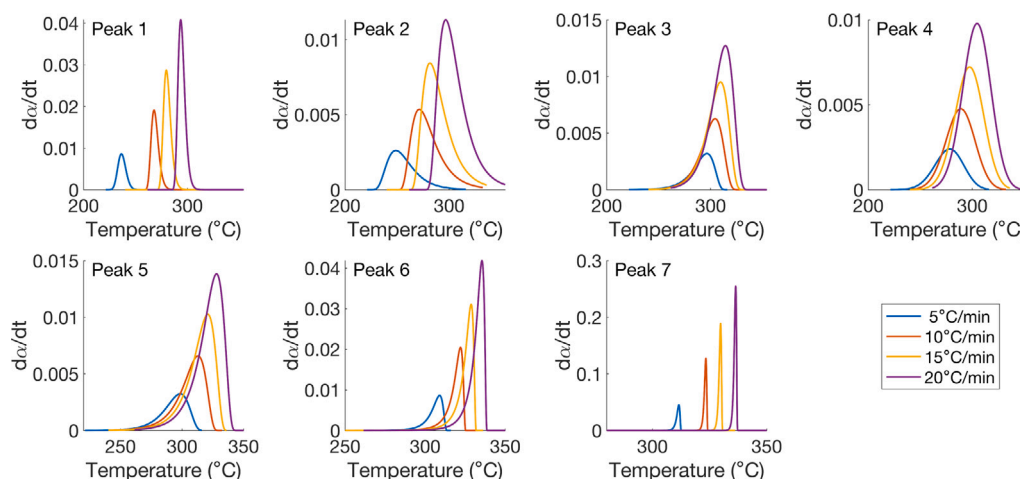 Peak 1
0.04
0.03
0.02
0.01
0
dα/dt
200
300
Temperature (°C)
Peak 2
0.01
0.005
0
dα/dt
200
300
Temperature (°C)
Peak 3
0.015
0.01
0.005
0
dα/dt
200
300
Temperature (°C)
Peak 4
0.01
0.005
0
dα/dt
200
300
Temperature (°C)
Peak 5
0.015
0.01
0.005
0
dα/dt
250
300
350
Temperature (°C)
Peak 6
0.04
0.03
0.02
0.01
0
dα/dt
250
300
350
Temperature (°C)
Peak 7
0.3
0.2
0.1
0
dα/dt
300
350
Temperature (°C)
5°C/min
10°C/min
15°C/min
20°C/min